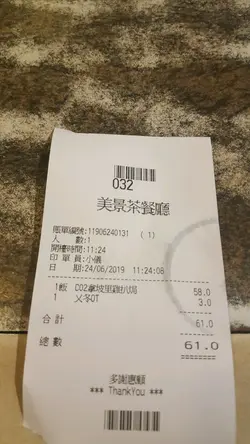 032
美景茶餐廳
賬單編號:11906240131 (1)
人 數:1
開檯時間:11:24
印單員:小儀
日 期:24/06/2019 11:24:08
1飯 C02拿坡里雞扒焗 58.0
1 乂冬OT 3.0
合計 61.0
總數 61.0
多謝惠顧
*** ThankYou ***